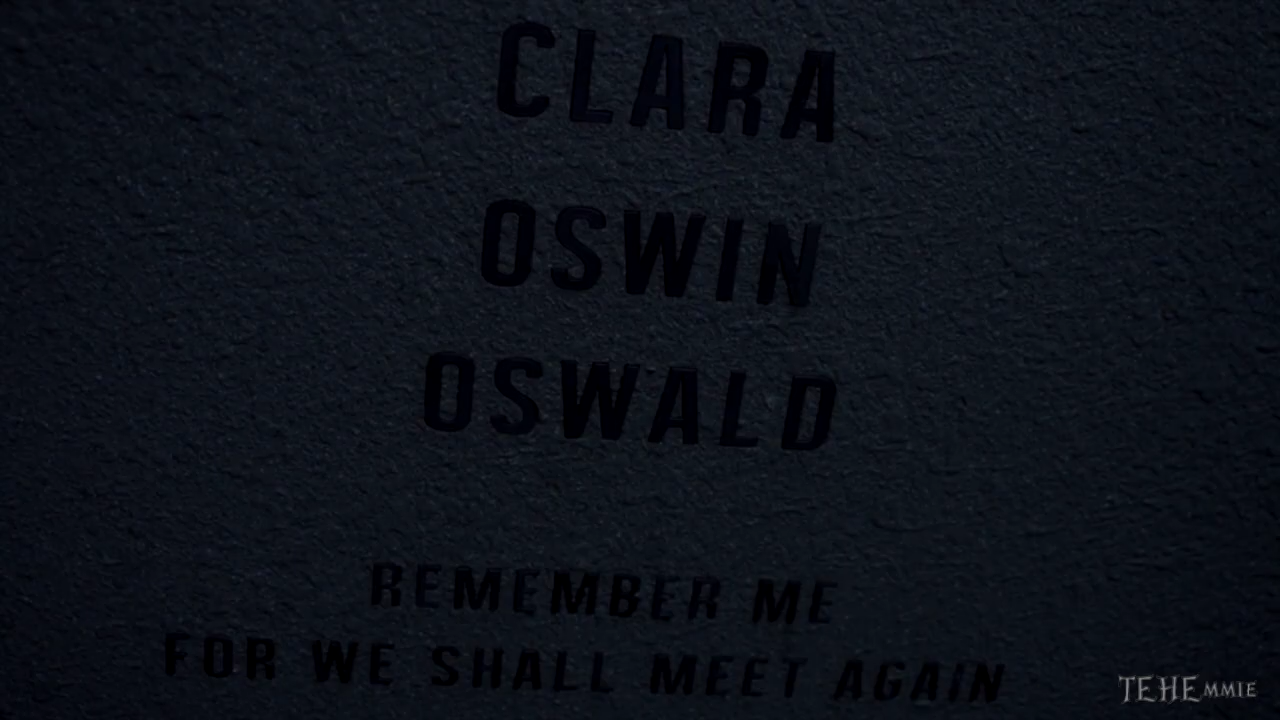 CLARA
OSWIN
OSWALD
REMEMBER ME
FOR WE SHALL MEET AGAIN
TEHEMMIE